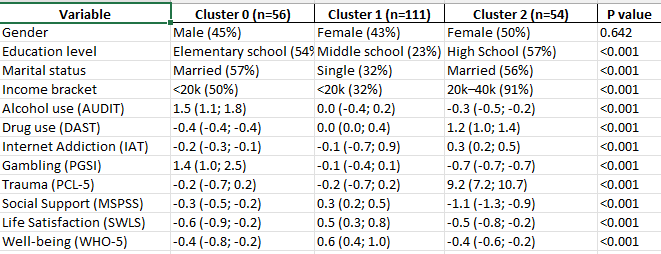 Variable Cluster 0 (n=56) Cluster 1 (n=111) Cluster 2 (n=54) P value
Gender Male (45%) Female (43%) Female (50%) 0.642
Education level Elementary school (54% Middle school (23%) High School (57%) <0.001
Marital status Married (57%) Single (32%) Married (56%) <0.001
Income bracket <20k (50%) <20k (32%) 20k–40k (91%) <0.001
Alcohol use (AUDIT) 1.5 (1.1; 1.8) 0.0 (-0.4; 0.2) -0.3 (-0.5; -0.2) <0.001
Drug use (DAST) -0.4 (-0.4; -0.4) 0.0 (0.0; 0.4) 1.2 (1.0; 1.4) <0.001
Internet Addiction (IAT) -0.2 (-0.3; -0.1) -0.1 (-0.7; 0.9) 0.3 (0.2; 0.5) <0.001
Gambling (PGSI) 1.4 (1.0; 2.5) -0.1 (-0.4; 0.1) -0.7 (-0.7; -0.7) <0.001
Trauma (PCL-5) -0.2 (-0.7; 0.2) -0.2 (-0.7; 0.2) 9.2 (7.2; 10.7) <0.001
Social Support (MSPSS) -0.3 (-0.5; -0.2) 0.3 (0.2; 0.5) -1.1 (-1.3; -0.9) <0.001
Life Satisfaction (SWLS) -0.6 (-0.9; -0.2) 0.5 (0.3; 0.8) -0.5 (-0.8; -0.2) <0.001
Well-being (WHO-5) -0.4 (-0.8; -0.2) 0.6 (0.4; 1.0) -0.4 (-0.6; -0.2) <0.001